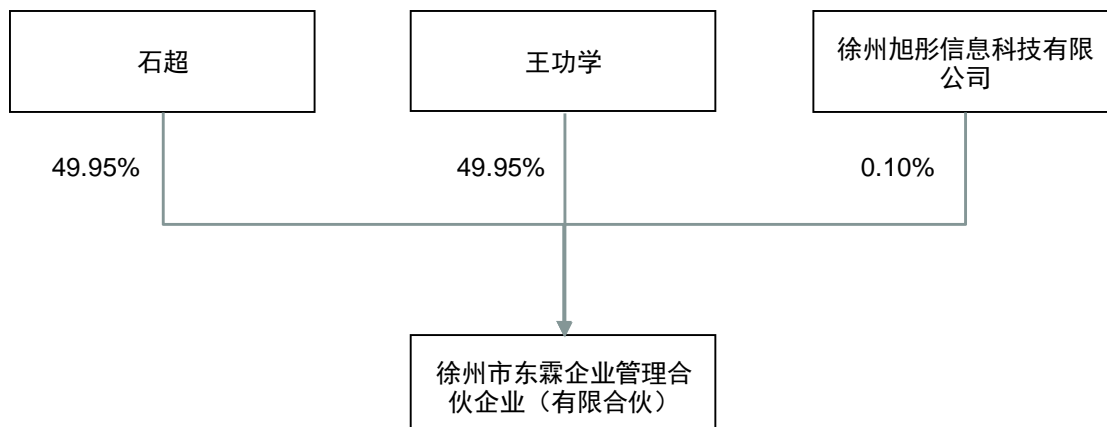 石超
王功学
徐州旭彤信息科技有限
公司
49.95%
49.95%
0.10%
徐州市东霖企业管理合
伙企业（有限合伙）